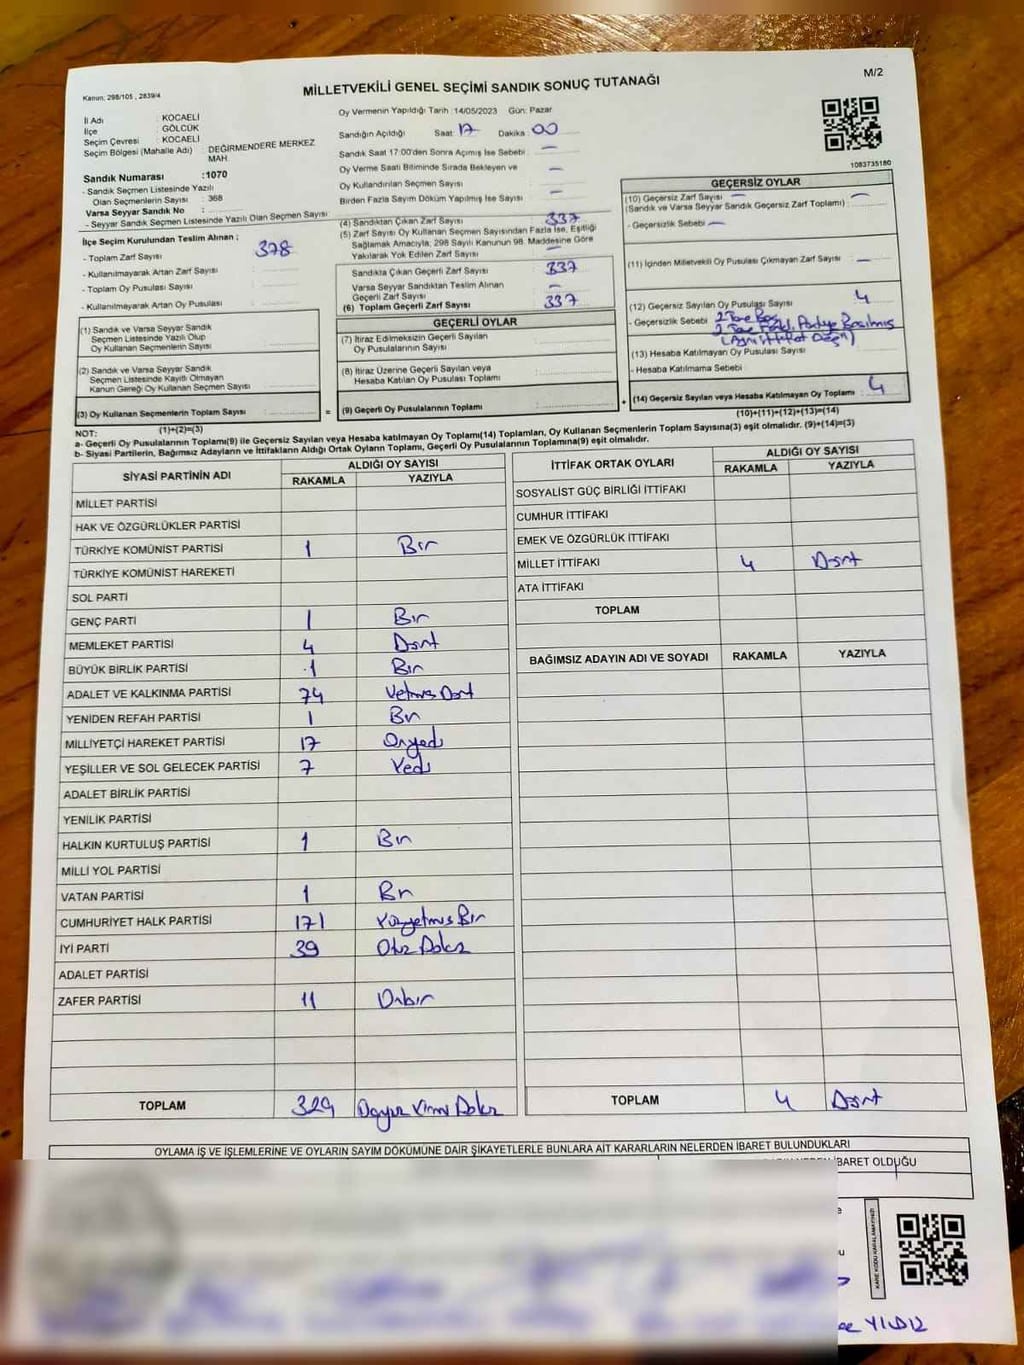 Kanun: 298/105 , 2839/4
MİLLETVEKİLİ GENEL SEÇİMİ SANDIK SONUÇ TUTANAĞI
M/2
İl Adı : KOCAELİ
İlçe : GÖLCÜK
Seçim Çevresi : KOCAELİ
Seçim Bölgesi (Mahalle Adı) : DEĞİRMENDERE MERKEZ MAH.
Sandık Numarası : 1070
- Sandık Seçmen Listesinde Yazılı
Olan Seçmenlerin Sayısı : 368
Varsa Seyyar Sandık No :
- Seyyar Sandık Seçmen Listesinde Yazılı Olan Seçmen Sayısı
İlçe Seçim Kurulundan Teslim Alınan ;
- Toplam Zarf Sayısı : 378
- Kullanılmayarak Artan Zarf Sayısı :
- Toplam Oy Pusulası Sayısı :
- Kullanılmayarak Artan Oy Pusulası :
Oy Vermenin Yapıldığı Tarih : 14/05/2023 Gün: Pazar
Sandığın Açıldığı Saat: 17 Dakika : 00
Sandık Saat 17:00'den Sonra Açımış İse Sebebi : —
Oy Verme Saati Bitiminde Sırada Bekleyen ve
Oy Kullandırılan Seçmen Sayısı : —
Birden Fazla Sayım Döküm Yapılmış İse Sayısı : —
(4) Sandıktan Çıkan Zarf Sayısı : 337
(5) Zarf Sayısı Oy Kullanan Seçmen Sayısından Fazla İse, Eşitliği
Sağlamak Amacıyla, 298 Sayılı Kanunun 98. Maddesine Göre
Yakılarak Yok Edilen Zarf Sayısı : —
Sandıkta Çıkan Geçerli Zarf Sayısı : 337
Varsa Seyyar Sandıktan Teslim Alınan
Geçerli Zarf Sayısı : —
(6) Toplam Geçerli Zarf Sayısı : 337
1083735180
GEÇERSİZ OYLAR
(10) Geçersiz Zarf Sayısı —
(Sandık ve Varsa Seyyar Sandık Geçersiz Zarf Toplamı) : —
- Geçersizlik Sebebi : —
(11) İçinden Milletvekili Oy Pusulası Çıkmayan Zarf Sayısı : —
(12) Geçersiz Sayılan Oy Pusulası Sayısı : 4
- Geçersizlik Sebebi : 2 Tane Boş
2 Tane Partiye Basılmış
(13) Hesaba Katılmayan Oy Pusulası Sayısı :
- Hesaba Katılmama Sebebi :
(14) Geçersiz Sayılan veya Hesaba Katılmayan Oy Toplamı : 4
(10)+(11)+(12)+(13)=(14)
(1) Sandık ve Varsa Seyyar Sandık
Seçmen Listesinde Yazılı Olup
Oy Kullanan Seçmenlerin Sayısı :
(2) Sandık ve Varsa Seyyar Sandık
Seçmen Listesinde Kayıtlı Olmayan
Kanun Gereği Oy Kullanan Seçmen Sayısı :
(3) Oy Kullanan Seçmenlerin Toplam Sayısı : =
(1)+(2)=(3)
GEÇERLİ OYLAR
(7) İtiraz Edilmeksizin Geçerli Sayılan
Oy Pusulalarının Sayısı :
(8) İtiraz Üzerine Geçerli Sayılan veya
Hesaba Katılan Oy Pusulası Toplamı :
(9) Geçerli Oy Pusulalarının Toplamı : +
NOT:
a- Geçerli Oy Pusulalarının Toplamı(9) ile Geçersiz Sayılan veya Hesaba katılmayan Oy Toplamı(14) Toplamları, Oy Kullanan Seçmenlerin Toplam Sayısına(3) eşit olmalıdır. (9)+(14)=(3)
b- Siyasi Partilerin, Bağımsız Adayların ve İttifakların Aldığı Ortak Oyların Toplamı, Geçerli Oy Pusulalarının Toplamına(9) eşit olmalıdır.
SİYASİ PARTİNİN ADI ALDIĞI OY SAYISI
RAKAMLA YAZIYLA
MİLLET PARTİSİ
HAK VE ÖZGÜRLÜKLER PARTİSİ
TÜRKİYE KOMÜNİST PARTİSİ 1 Bir
TÜRKİYE KOMÜNİST HAREKETİ
SOL PARTİ
GENÇ PARTİ 1 Bir
MEMLEKET PARTİSİ 4 Dört
BÜYÜK BİRLİK PARTİSİ 1 Bir
ADALET VE KALKINMA PARTİSİ 74 Yetmiş Dört
YENİDEN REFAH PARTİSİ 1 Bir
MİLLİYETÇİ HAREKET PARTİSİ 17 Onyedi
YEŞİLLER VE SOL GELECEK PARTİSİ 7 Yedi
ADALET BİRLİK PARTİSİ
YENİLİK PARTİSİ
HALKIN KURTULUŞ PARTİSİ 1 Bir
MİLLİ YOL PARTİSİ
VATAN PARTİSİ 1 Bir
CUMHURİYET HALK PARTİSİ 171 Yüzyetmiş Bir
İYİ PARTİ 39 Otuz Dokuz
ADALET PARTİSİ
ZAFER PARTİSİ 11 Onbir
TOPLAM 329 Üçyüz Yirmi Dokuz
İTTİFAK ORTAK OYLARI ALDIĞI OY SAYISI
RAKAMLA YAZIYLA
SOSYALİST GÜÇ BİRLİĞİ İTTİFAKI
CUMHUR İTTİFAKI
EMEK VE ÖZGÜRLÜK İTTİFAKI
MİLLET İTTİFAKI 4 Dört
ATA İTTİFAKI
TOPLAM
BAĞIMSIZ ADAYIN ADI VE SOYADI RAKAMLA YAZIYLA
TOPLAM 4 Dört
OYLAMA İŞ VE İŞLEMLERİNE VE OYLARIN SAYIM DÖKÜMÜNE DAİR ŞİKAYETLERLE BUNLARA AİT KARARLARIN NELERDEN İBARET BULUNDUKLARI
İBARET OLDUĞU
KARE KODU KARALAMAYINIZ!
YILDIZ